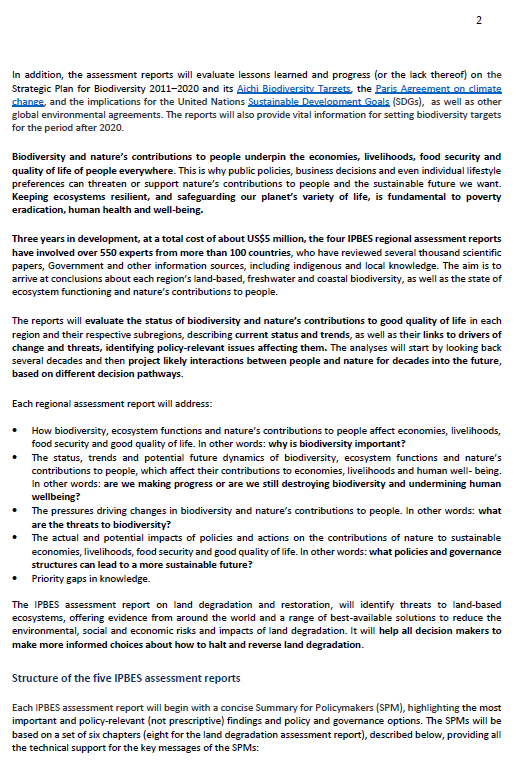 2
In addition, the assessment reports will evaluate lessons learned and progress (or the lack thereof) on the
Strategic Plan for Biodiversity 2011–2020 and its Aichi Biodiversity Targets, the Paris Agreement on climate
change, and the implications for the United Nations Sustainable Development Goals (SDGs), as well as other
global environmental agreements. The reports will also provide vital information for setting biodiversity targets
for the period after 2020.
Biodiversity and nature's contributions to people underpin the economies, livelihoods, food security and
quality of life of people everywhere. This is why public policies, business decisions and even individual lifestyle
preferences can threaten or support nature's contributions to people and the sustainable future we want.
Keeping ecosystems resilient, and safeguarding our planet's variety of life, is fundamental to poverty
eradication, human health and well-being.
Three years in development, at a total cost of about US$5 million, the four IPBES regional assessment reports
have involved over 550 experts from more than 100 countries, who have reviewed several thousand scientific
papers, Government and other information sources, including indigenous and local knowledge. The aim is to
arrive at conclusions about each region's land-based, freshwater and coastal biodiversity, as well as the state of
ecosystem functioning and nature's contributions to people.
The reports will evaluate the status of biodiversity and nature's contributions to good quality of life in each
region and their respective subregions, describing current status and trends, as well as their links to drivers of
change and threats, identifying policy-relevant issues affecting them. The analyses will start by looking back
several decades and then project likely interactions between people and nature for decades into the future,
based on different decision pathways.
Each regional assessment report will address:
• How biodiversity, ecosystem functions and nature's contributions to people affect economies, livelihoods,
food security and good quality of life. In other words: why is biodiversity important?
• The status, trends and potential future dynamics of biodiversity, ecosystem functions and nature's
contributions to people, which affect their contributions to economies, livelihoods and human well- being.
In other words: are we making progress or are we still destroying biodiversity and undermining human
wellbeing?
• The pressures driving changes in biodiversity and nature's contributions to people. In other words: what
are the threats to biodiversity?
• The actual and potential impacts of policies and actions on the contributions of nature to sustainable
economies, livelihoods, food security and good quality of life. In other words: what policies and governance
structures can lead to a more sustainable future?
• Priority gaps in knowledge.
The IPBES assessment report on land degradation and restoration, will identify threats to land-based
ecosystems, offering evidence from around the world and a range of best-available solutions to reduce the
environmental, social and economic risks and impacts of land degradation. It will help all decision makers to
make more informed choices about how to halt and reverse land degradation.
Structure of the five IPBES assessment reports
Each IPBES assessment report will begin with a concise Summary for Policymakers (SPM), highlighting the most
important and policy-relevant (not prescriptive) findings and policy and governance options. The SPMs will be
based on a set of six chapters (eight for the land degradation assessment report), described below, providing all
the technical support for the key messages of the SPMs: